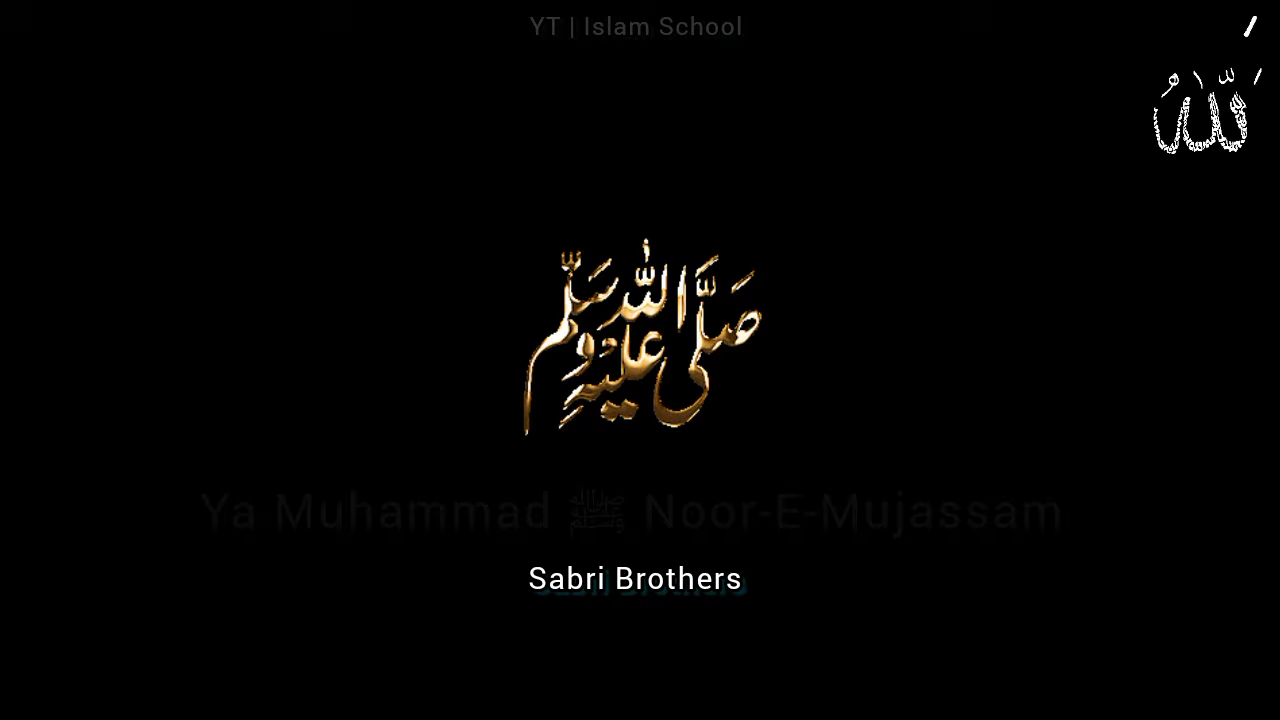 YT | Islam School
اللّٰهُ
صَلَّى اللّٰهُ عَلَيْهِ وَسَلَّم
Ya Muhammad ﷺ Noor-E-Mujassam
Sabri Brothers